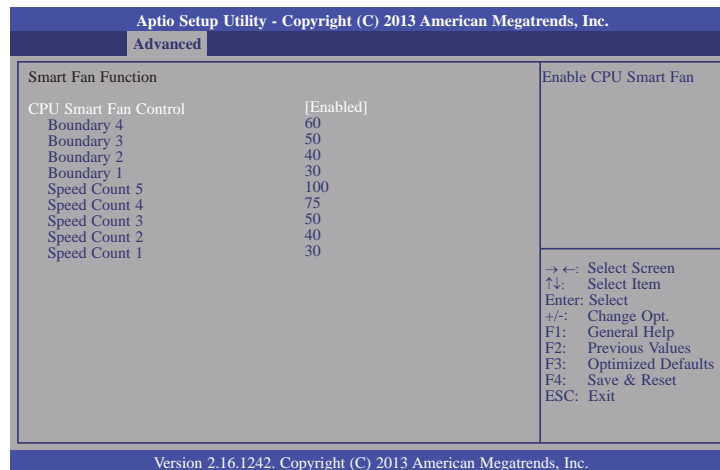 Aptio Setup Utility - Copyright (C) 2013 American Megatrends, Inc.
Advanced
Smart Fan Function
CPU Smart Fan Control [Enabled]
Boundary 4 60
Boundary 3 50
Boundary 2 40
Boundary 1 30
Speed Count 5 100
Speed Count 4 75
Speed Count 3 50
Speed Count 2 40
Speed Count 1 30
Enable CPU Smart Fan
→ ←: Select Screen
↑↓: Select Item
Enter: Select
+/-: Change Opt.
F1: General Help
F2: Previous Values
F3: Optimized Defaults
F4: Save & Reset
ESC: Exit
Version 2.16.1242. Copyright (C) 2013 American Megatrends, Inc.